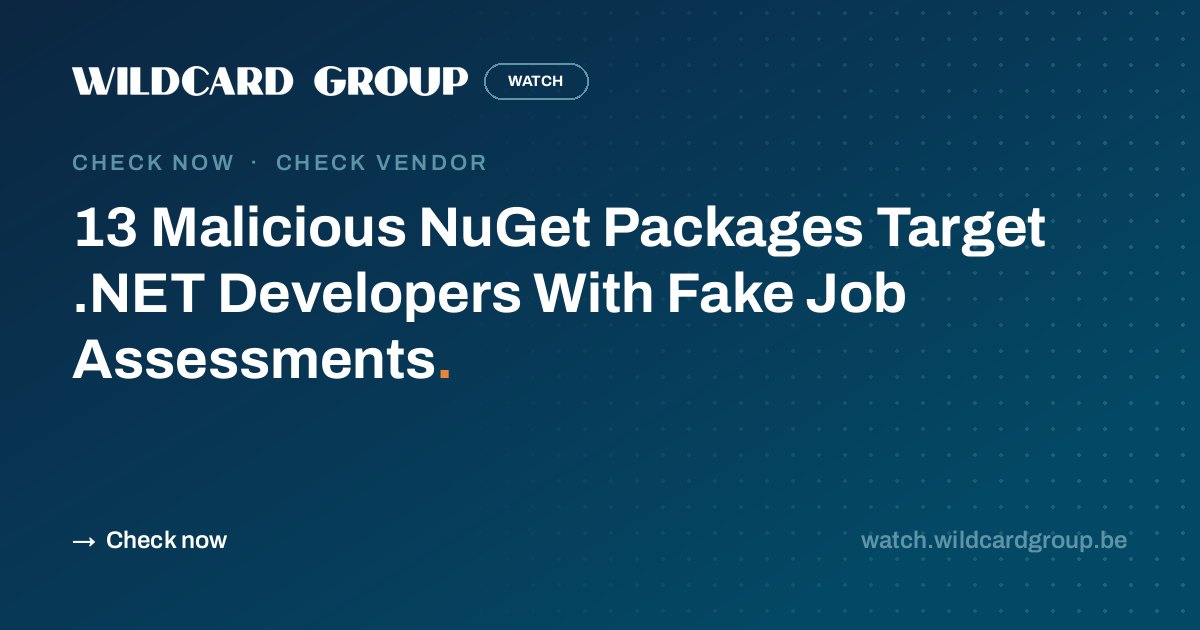 WILDCARD GROUP WATCH
CHECK NOW · CHECK VENDOR
13 Malicious NuGet Packages Target
.NET Developers With Fake Job
Assessments.
→ Check now
watch.wildcardgroup.be